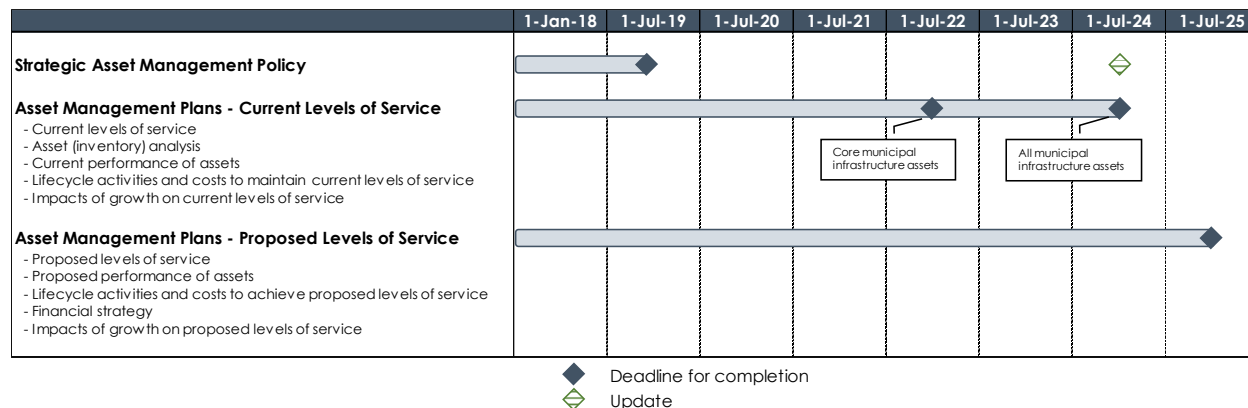 1-Jan-18 1-Jul-19 1-Jul-20 1-Jul-21 1-Jul-22 1-Jul-23 1-Jul-24 1-Jul-25
Strategic Asset Management Policy
Asset Management Plans - Current Levels of Service
- Current levels of service
- Asset (inventory) analysis
- Current performance of assets
- Lifecycle activities and costs to maintain current levels of service
- Impacts of growth on current levels of service
Core municipal
infrastructure assets
All municipal
infrastructure assets
Asset Management Plans - Proposed Levels of Service
- Proposed levels of service
- Proposed performance of assets
- Lifecycle activities and costs to achieve proposed levels of service
- Financial strategy
- Impacts of growth on proposed levels of service
Deadline for completion
Update